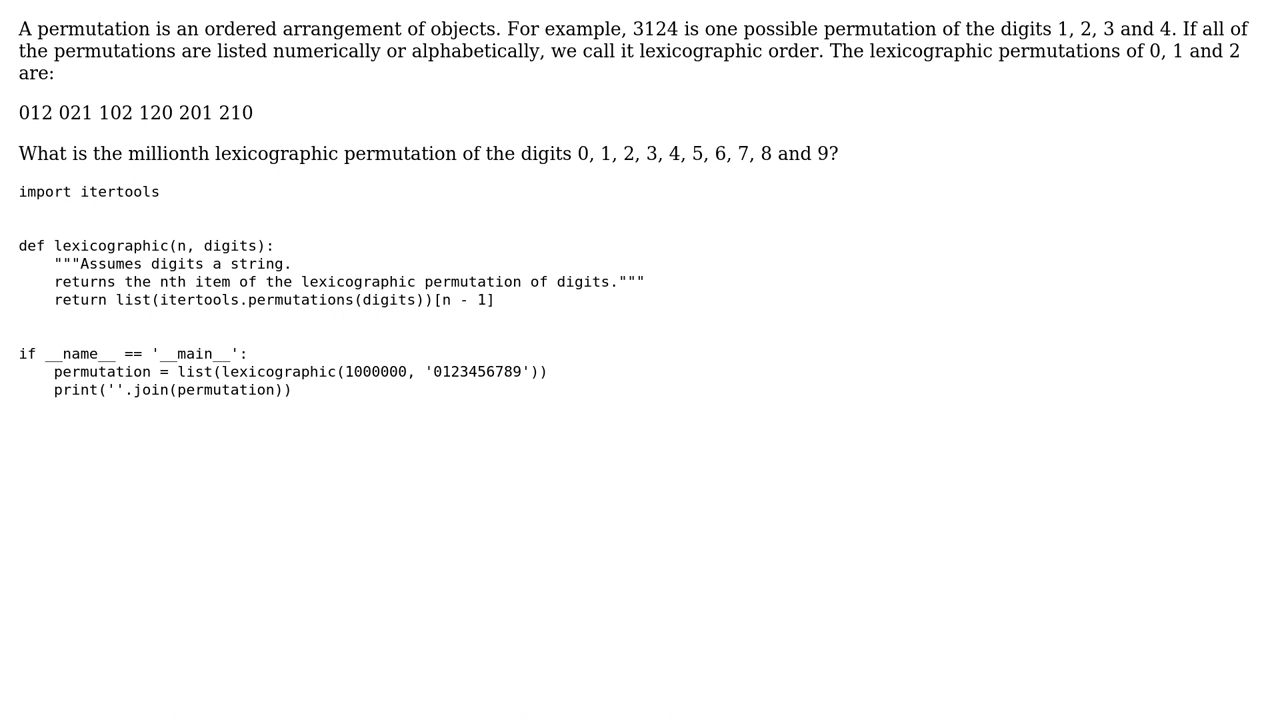 A permutation is an ordered arrangement of objects. For example, 3124 is one possible permutation of the digits 1, 2, 3 and 4. If all of
the permutations are listed numerically or alphabetically, we call it lexicographic order. The lexicographic permutations of 0, 1 and 2
are:
012 021 102 120 201 210
What is the millionth lexicographic permutation of the digits 0, 1, 2, 3, 4, 5, 6, 7, 8 and 9?
import itertools
def lexicographic(n, digits):
    """Assumes digits a string.
    returns the nth item of the lexicographic permutation of digits."""
    return list(itertools.permutations(digits))[n - 1]
if __name__ == '__main__':
    permutation = list(lexicographic(1000000, '0123456789'))
    print(''.join(permutation))